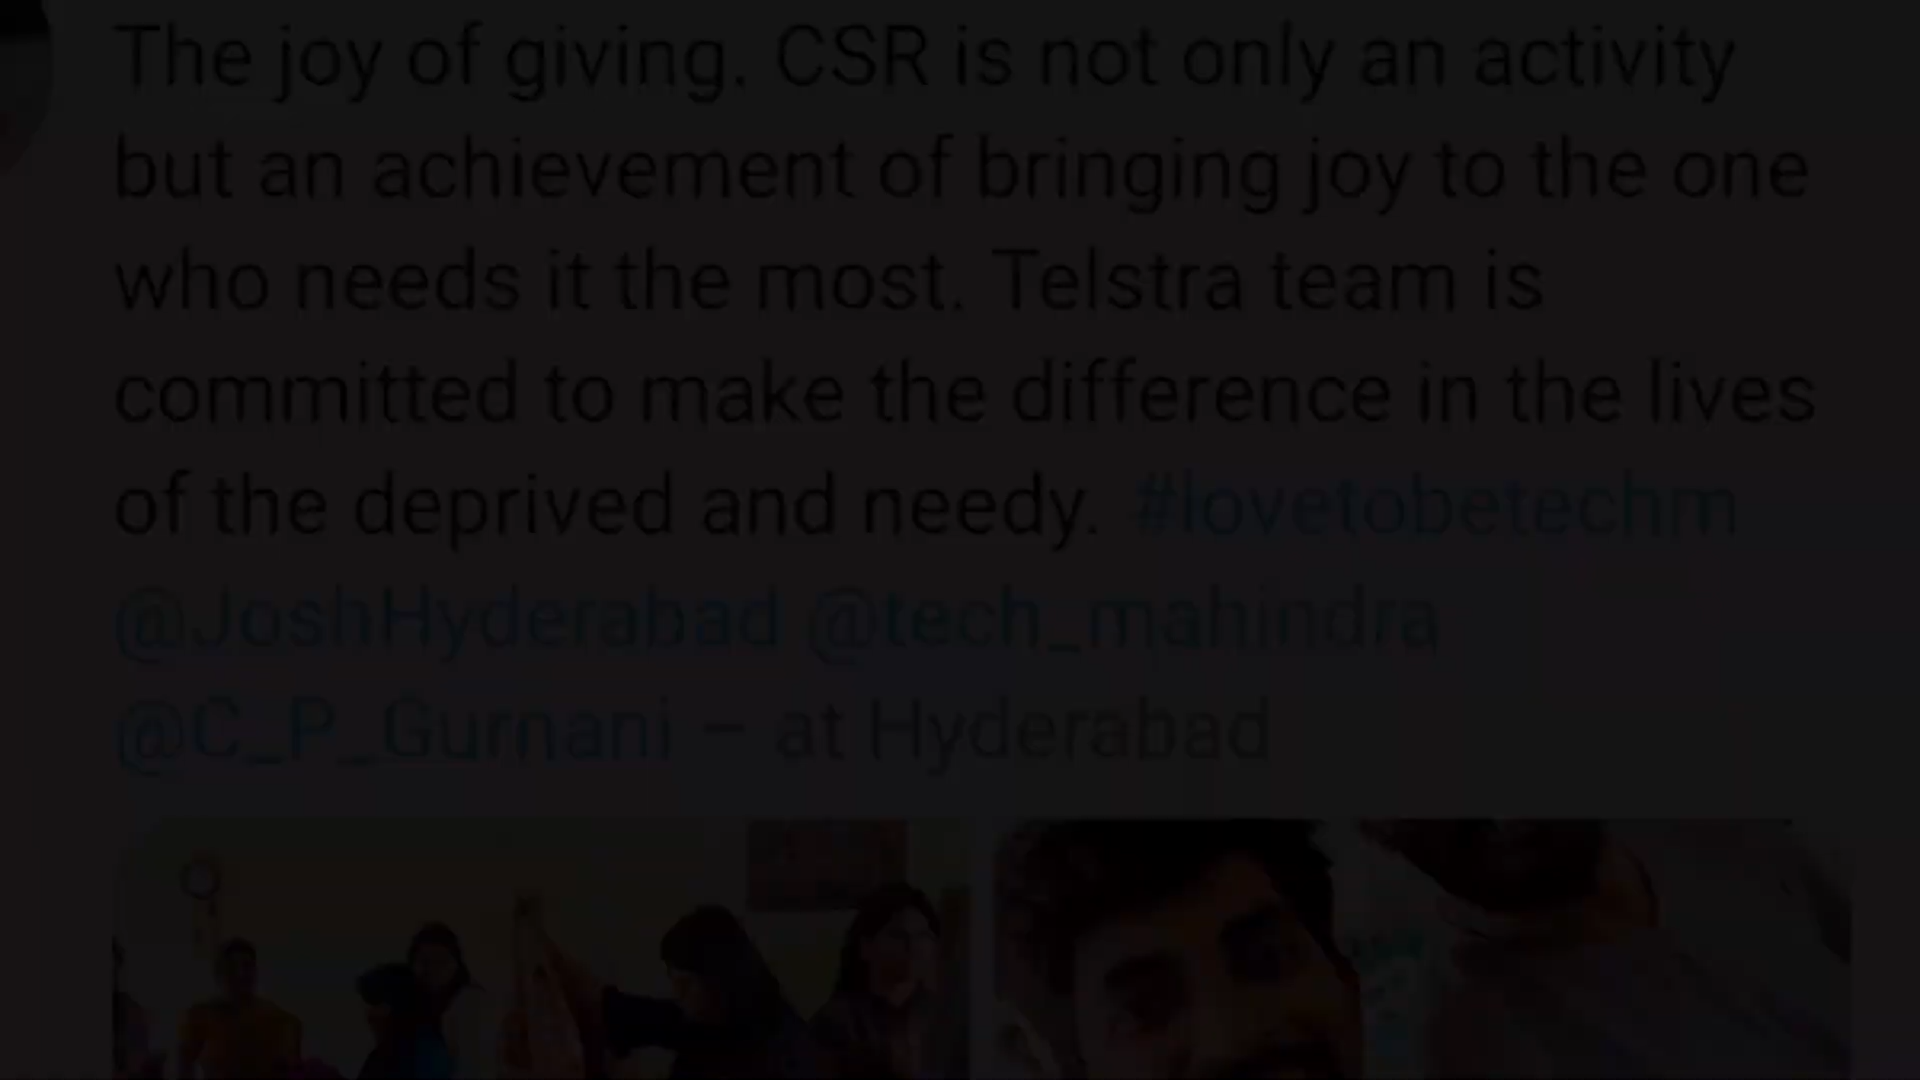 The joy of giving. CSR is not only an activity
but an achievement of bringing joy to the one
who needs it the most. Telstra team is
committed to make the difference in the lives
of the deprived and needy. #lovetobetechm
@JoshHyderabad @tech_mahindra
@C_P_Gurnani – at Hyderabad